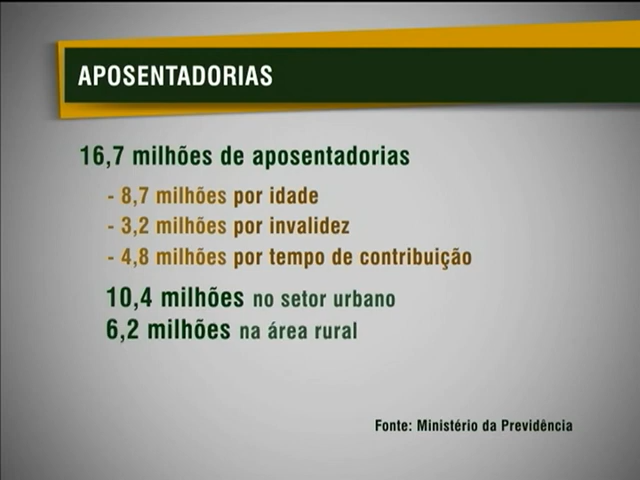 APOSENTADORIAS
16,7 milhões de aposentadorias
- 8,7 milhões por idade
- 3,2 milhões por invalidez
- 4,8 milhões por tempo de contribuição
10,4 milhões no setor urbano
6,2 milhões na área rural
Fonte: Ministério da Previdência